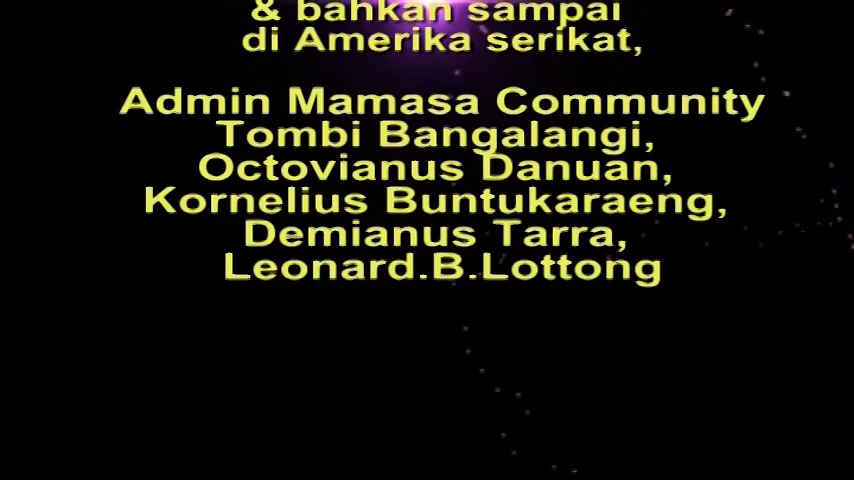 & bahkan sampai
di Amerika serikat,
Admin Mamasa Community
Tombi Bangalangi,
Octovianus Danuan,
Kornelius Buntukaraeng,
Demianus Tarra,
Leonard.B.Lottong